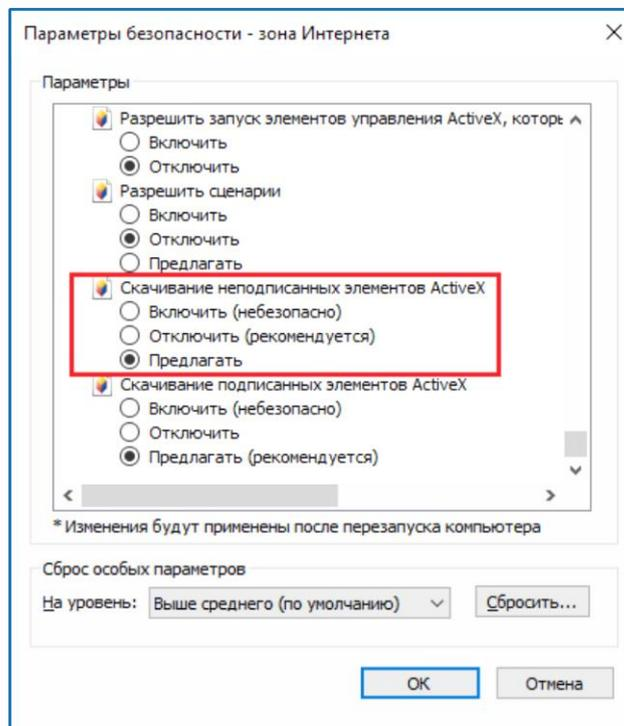 Параметры безопасности - зона Интернета
Параметры
Разрешить запуск элементов управления ActiveX, которь
Включить
Отключить
Разрешить сценарии
Включить
Отключить
Предлагать
Скачивание неподписанных элементов ActiveX
Включить (небезопасно)
Отключить (рекомендуется)
Предлагать
Скачивание подписанных элементов ActiveX
Включить (небезопасно)
Отключить
Предлагать (рекомендуется)
* Изменения будут применены после перезапуска компьютера
Сброс особых параметров
На уровень: Выше среднего (по умолчанию) Сбросить...
ОК Отмена